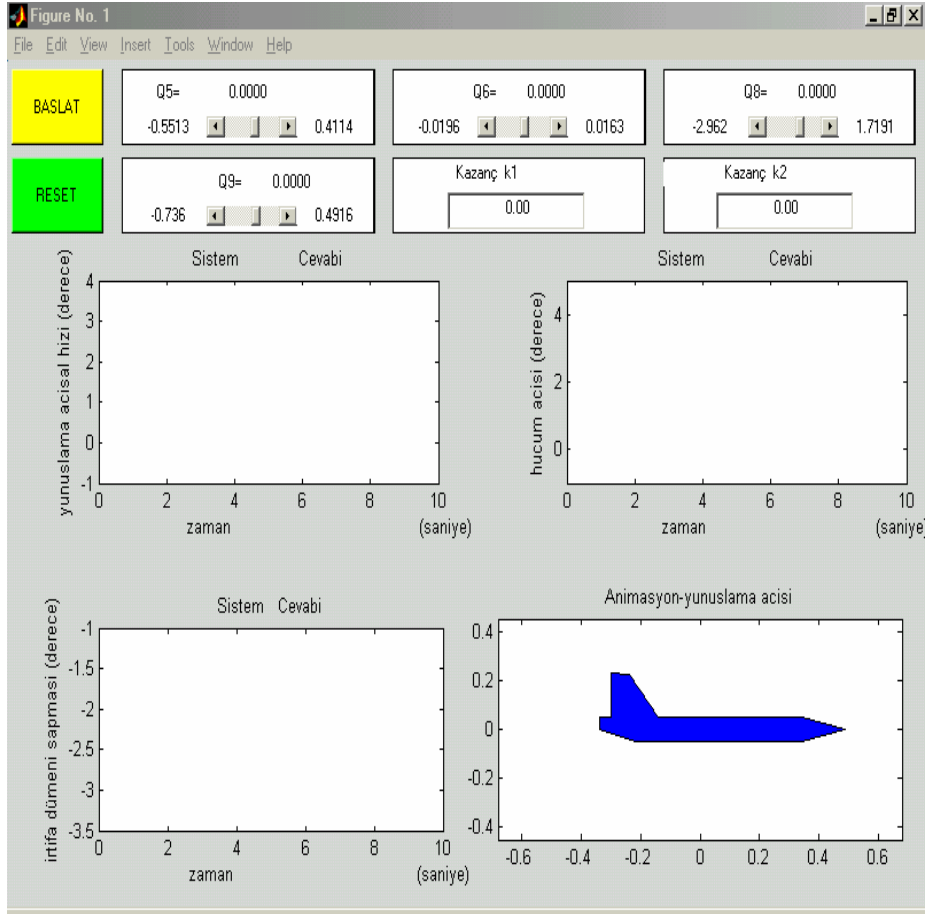 Figure No. 1
File Edit View Insert Tools Window Help
BASLAT
Q5= 0.0000
-0.5513 0.4114
Q6= 0.0000
-0.0196 0.0163
Q8= 0.0000
-2.962 1.7191
RESET
Q9= 0.0000
-0.736 0.4916
Kazanç k1
0.00
Kazanç k2
0.00
Sistem Cevabi
yunuslama acisal hizi (derece)
4
3
2
1
0
-1
0 2 4 6 8 10
zaman (saniye)
Sistem Cevabi
hucum acisi (derece)
4
2
0
0 2 4 6 8 10
zaman (saniye)
Sistem Cevabi
irtifa dümeni sapmasi (derece)
-1
-1.5
-2
-2.5
-3
-3.5
0 2 4 6 8 10
zaman (saniye)
Animasyon-yunuslama acisi
0.4
0.2
0
-0.2
-0.4
-0.6 -0.4 -0.2 0 0.2 0.4 0.6